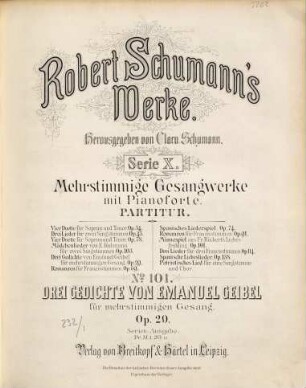 Robert Schumann's
Werke.
Herausgegeben von Clara Schumann.
Serie X.
Mehrstimmige Gesangwerke
mit Pianoforte.
PARTITUR.
Vier Duette für Sopran und Tenor Op. 34.
Drei Lieder für zwei Singstimmen Op. 43.
Vier Duette für Sopran und Tenor Op. 78.
Mädchenlieder von E. Kulmann
für zwei Singstimmen Op. 103.
Drei Gedichte von Emanuel Geibel
für mehrstimmigen Gesang Op. 29.
Romanzen für Frauenstimmen Op. 69.
Spanisches Liederspiel Op. 74.
Romanzen für Frauenstimmen Op. 91.
Minnespiel aus Fr. Rückert's Liebes-
frühling Op. 101.
Drei Lieder für drei Frauenstimmen Op. 114.
Spanische Liebeslieder Op. 138.
Patriotisches Lied für eine Singstimme
und Chor.
No. 101.
DREI GEDICHTE VON EMANUEL GEIBEL
für mehrstimmigen Gesang.
Op. 29.
Serien-Ausgabe.
Verlag von Breitkopf & Härtel in Leipzig.